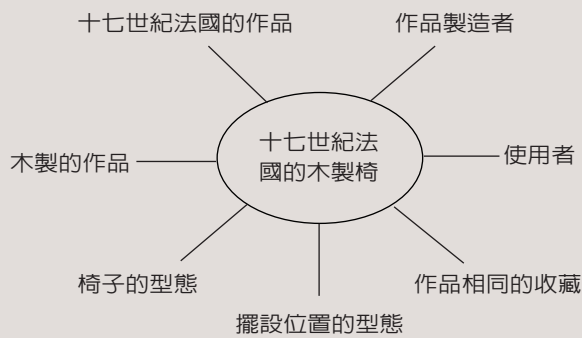 十七世紀法國的作品
作品製造者
十七世紀法
國的木製椅
木製的作品
使用者
椅子的型態
作品相同的收藏
擺設位置的型態